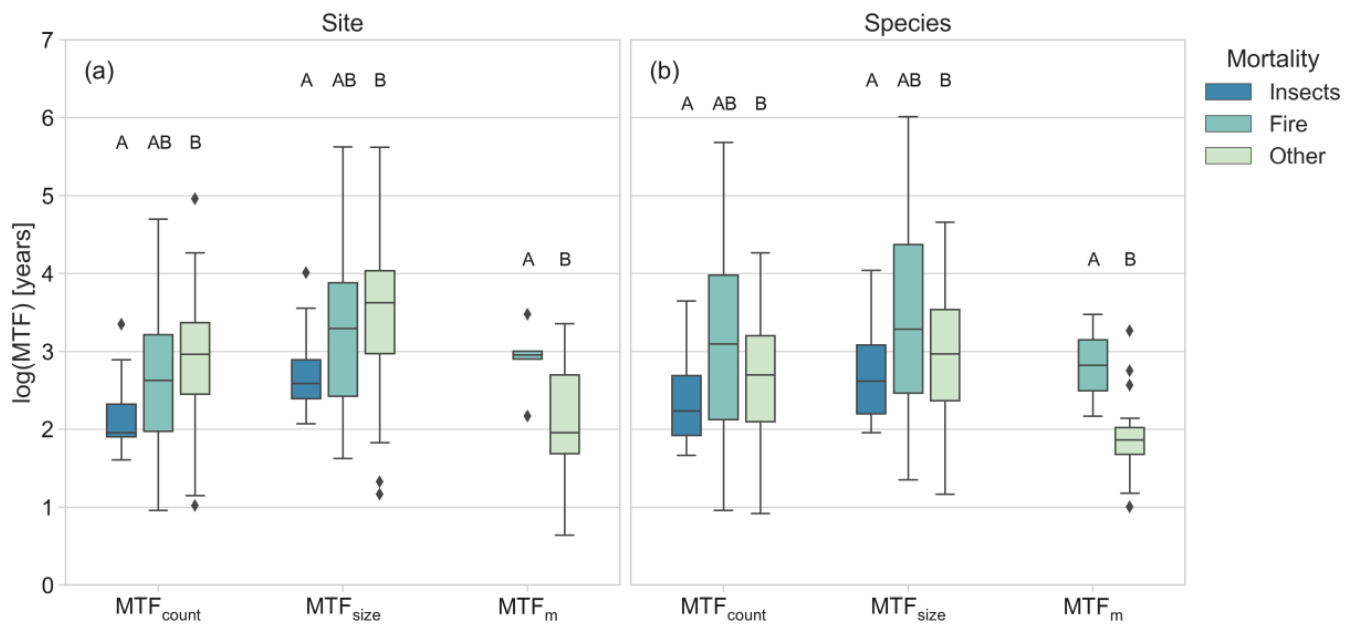 Site
Species
Mortality
Insects
Fire
Other
(a)
(b)
A AB B
A AB B
A B
A AB B
A AB B
A B
log(MTF) [years]
7
6
5
4
3
2
1
0
MTFcount
MTFsize
MTFm
MTFcount
MTFsize
MTFm